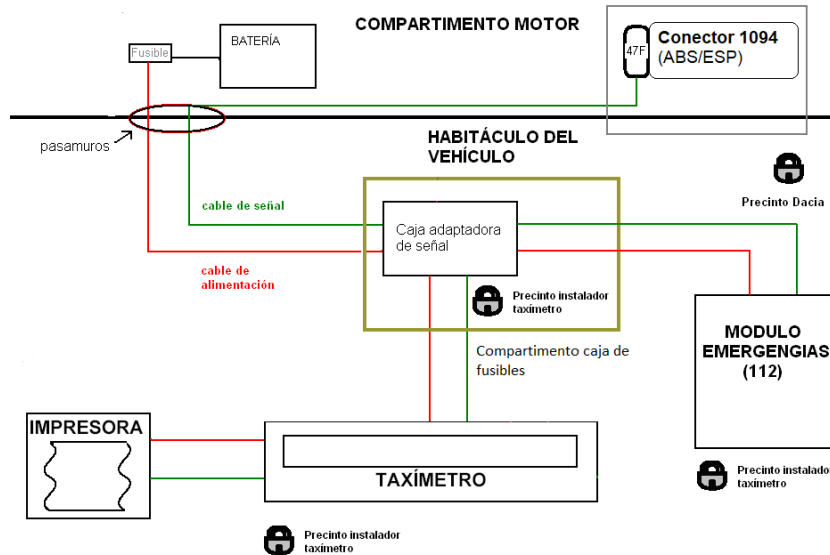 COMPARTIMENTO MOTOR
Fusible
BATERÍA
47F
Conector 1094
(ABS/ESP)
pasamuros
HABITÁCULO DEL
VEHÍCULO
Precinto Dacia
cable de señal
Caja adaptadora
de señal
cable de
alimentación
Precinto instalador
taxímetro
Compartimento caja de
fusibles
MODULO
EMERGENGIAS
(112)
IMPRESORA
TAXÍMETRO
Precinto instalador
taxímetro
Precinto instalador
taxímetro